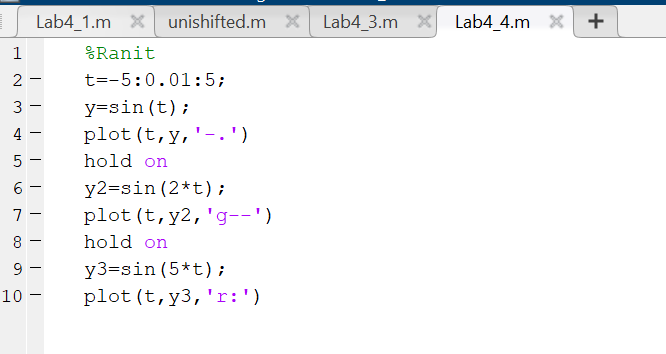 Lab4_1.m unishifted.m Lab4_3.m Lab4_4.m +
1 %Ranit
2 t=-5:0.01:5;
3 y=sin(t);
4 plot(t,y,'-.')
5 hold on
6 y2=sin(2*t);
7 plot(t,y2,'g--')
8 hold on
9 y3=sin(5*t);
10 plot(t,y3,'r:')